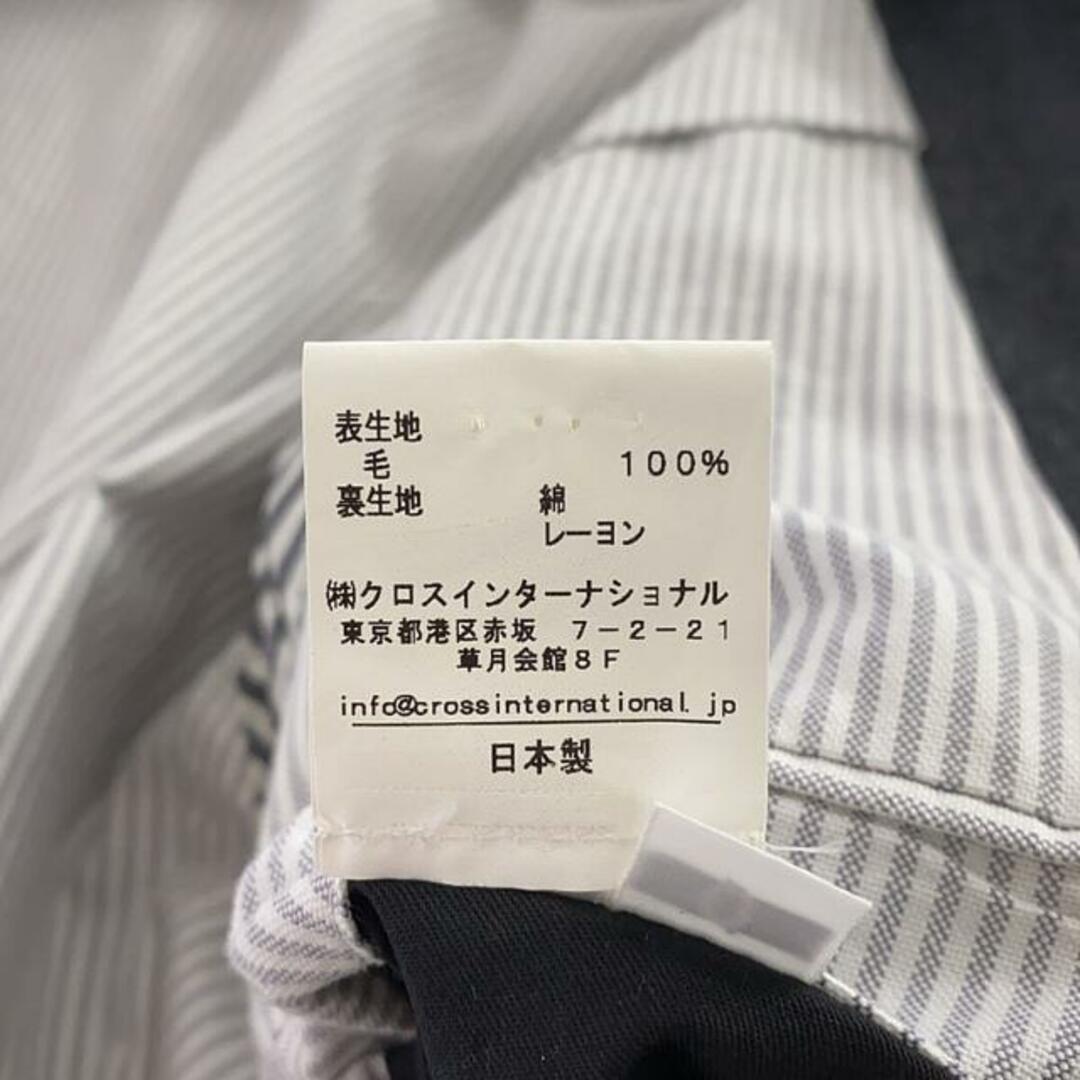 表生地
毛 100%
裏生地 綿
レーヨン
㈱クロスインターナショナル
東京都港区赤坂 7-2-21
草月会館8F
info@crossinternational.jp
日本製